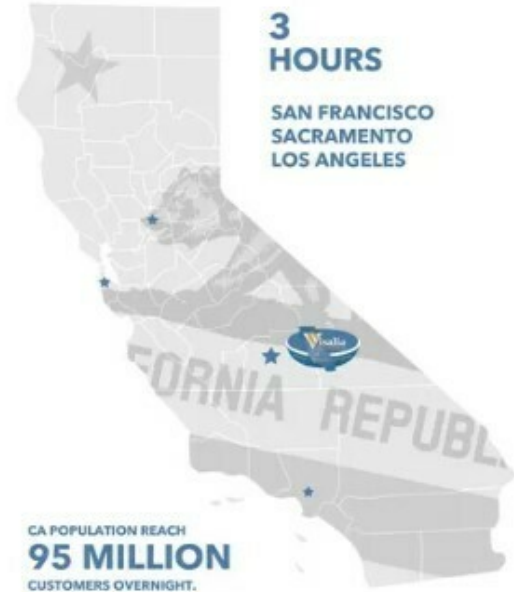 3
HOURS
SAN FRANCISCO
SACRAMENTO
LOS ANGELES
Visalia
FORNIA REPUBL
CA POPULATION REACH
95 MILLION
CUSTOMERS OVERNIGHT.